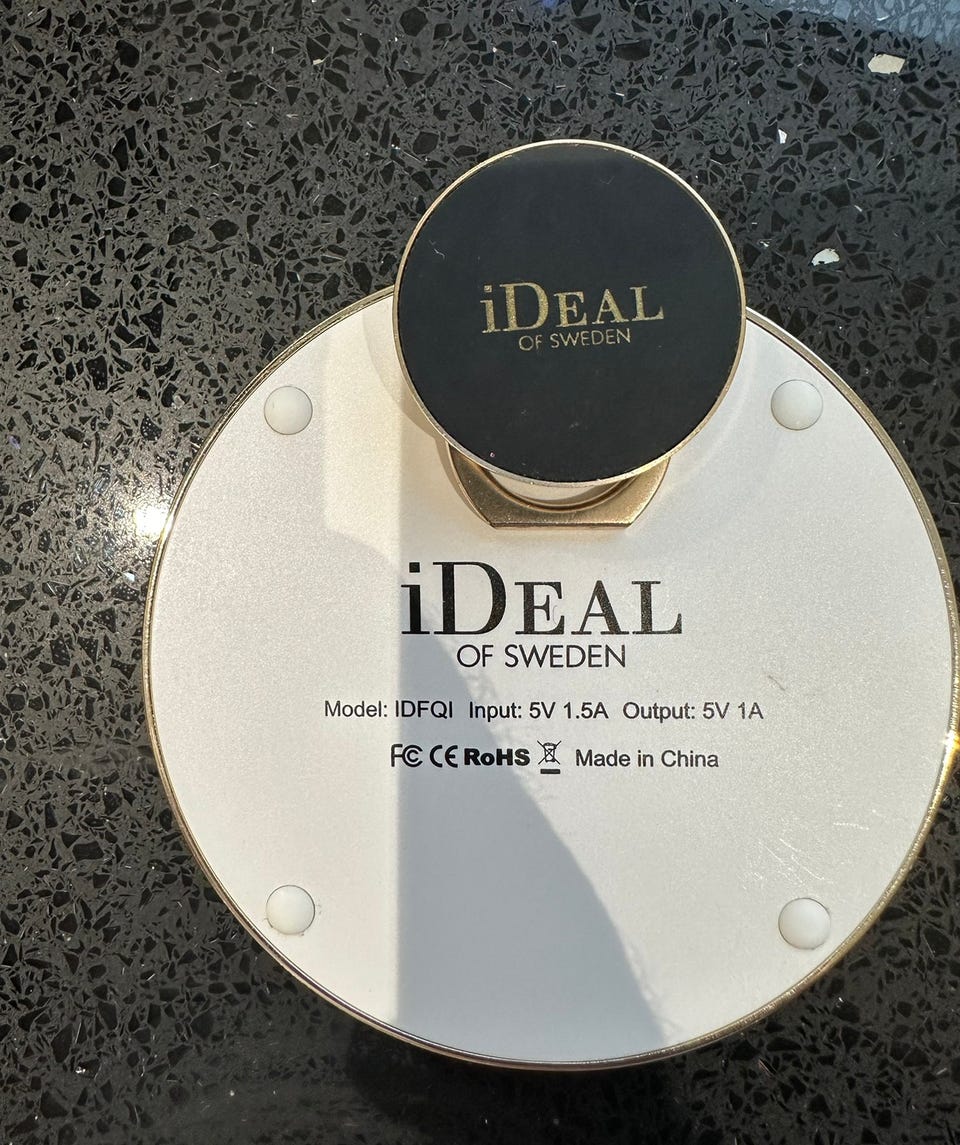 iDEAL
OF SWEDEN
iDEAL
OF SWEDEN
Model: IDFQI Input: 5V 1.5A Output: 5V 1A
FC CE RoHS Made in China